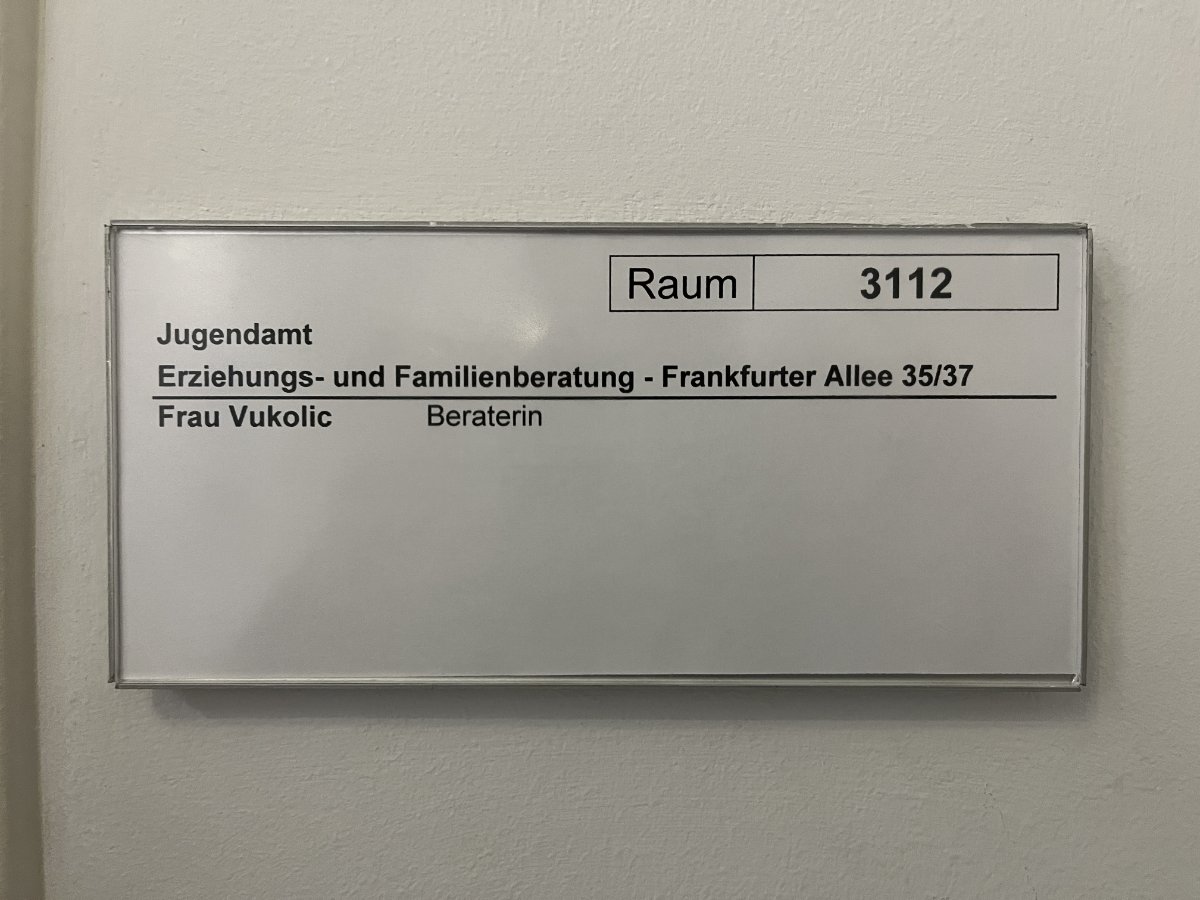 Raum 3112
Jugendamt
Erziehungs- und Familienberatung - Frankfurter Allee 35/37
Frau Vukolic Beraterin